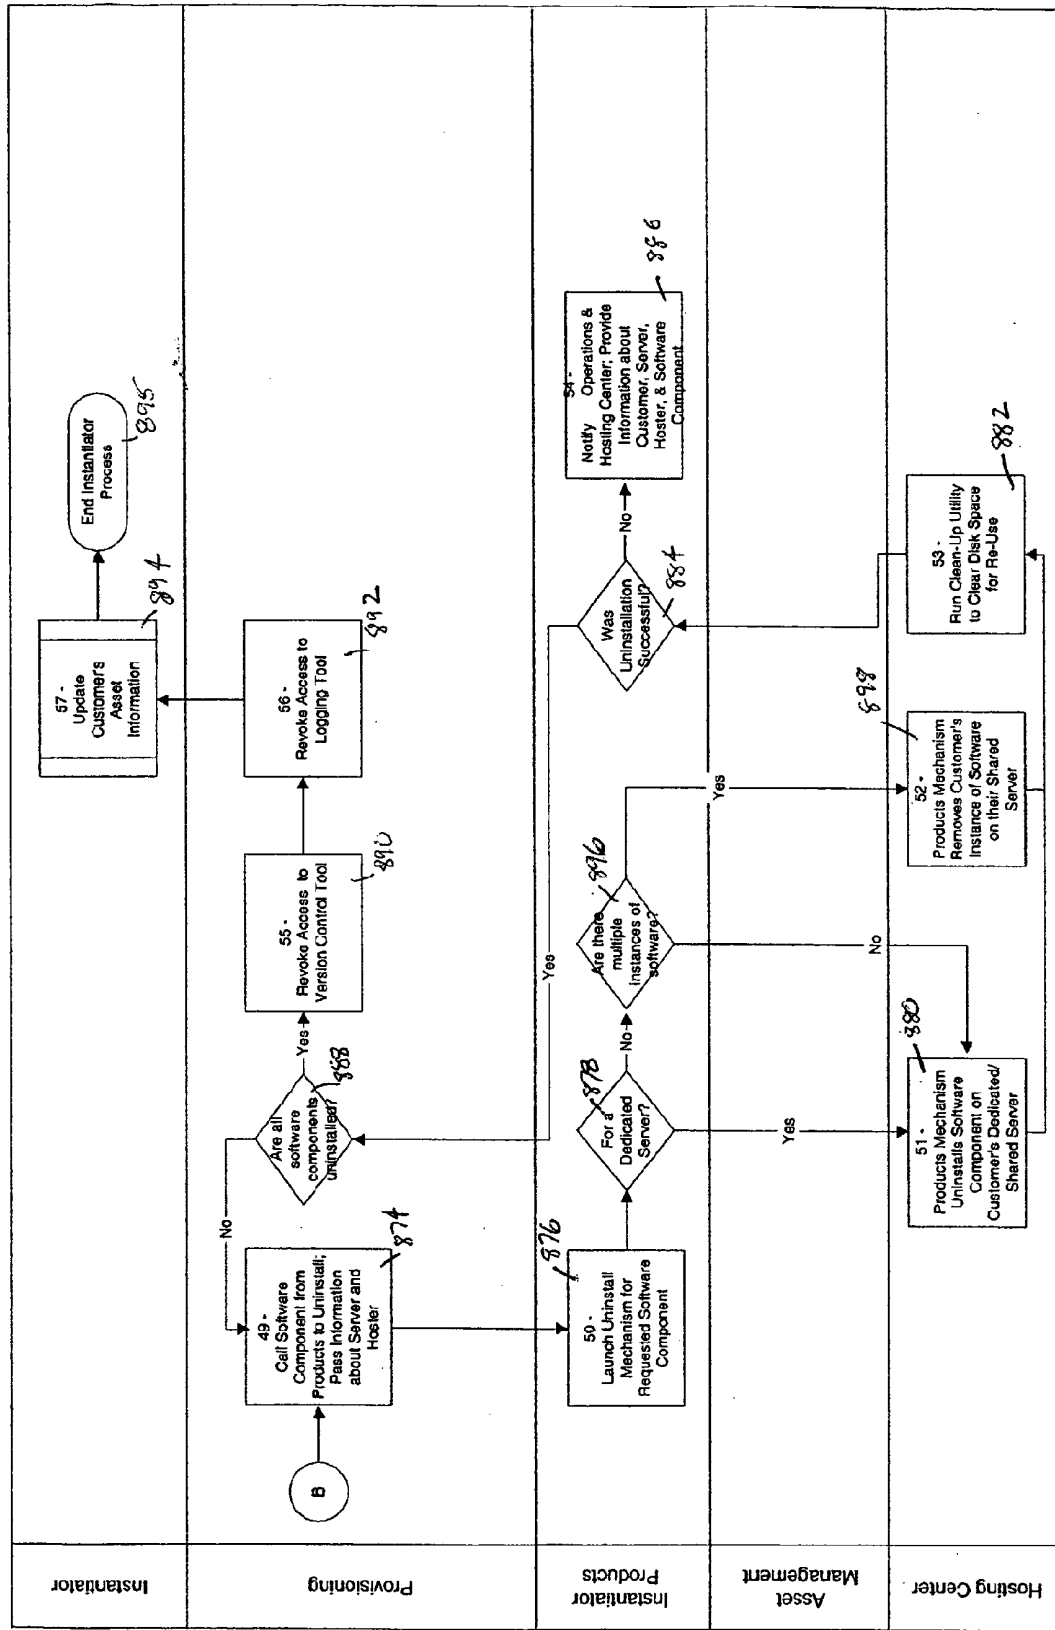 Instantiator
57 -
Update
Customer's
Asset
Information
894
End Instantiator
Process
895
Provisioning
B
49 -
Call Software
Component from
Products to Uninstall;
Pass Information
about Server and
Hoster
874
No
Are all
software
components
uninstalled?
888
Yes
55 -
Revoke Access to
Version Control Tool
890
56 -
Revoke Access to
Logging Tool
892
Instantiator
Products
50 -
Launch Uninstall
Mechanism for
Requested Software
Component
876
For a
Dedicated
Server?
878
No
Are there
multiple
instances of
software?
896
Yes
Was
Uninstallation
Successful?
884
No
54 -
Notify Operations &
Hosting Center; Provide
Information about
Customer, Server,
Hoster, & Software
Component
886
Asset
Management
Yes
Yes
No
Hosting Center
51 -
Products Mechanism
Uninstalls Software
Component on
Customer's Dedicated/
Shared Server
880
52 -
Products Mechanism
Removes Customer's
Instance of Software
on their Shared
Server
898
53 -
Run Clean-Up Utility
to Clear Disk Space
for Re-Use
882